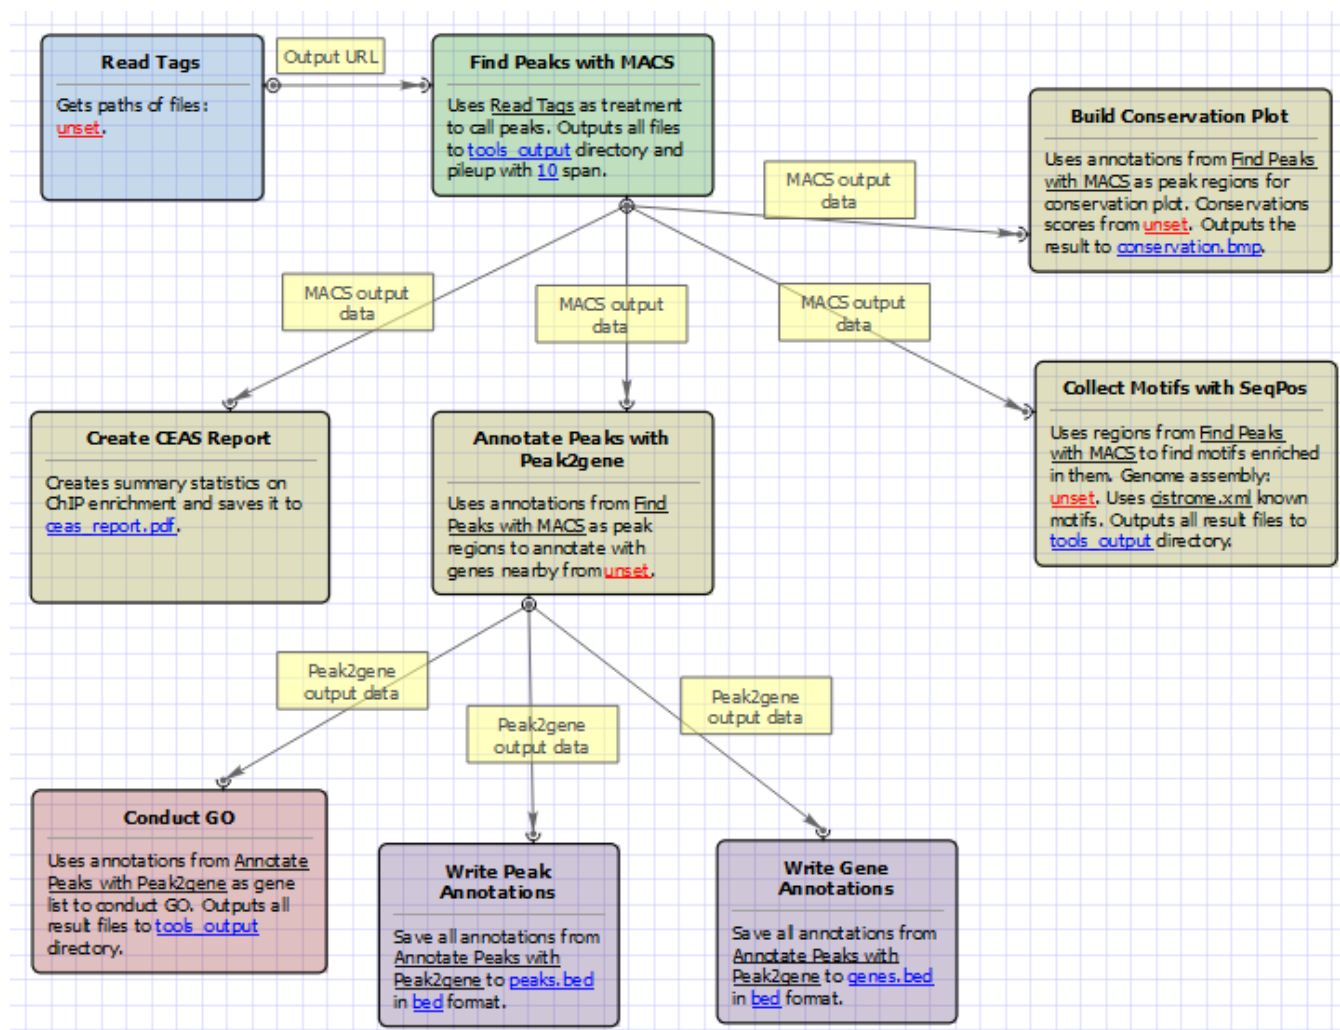 Read Tags
Gets paths of files:
unset.
Output URL
Find Peaks with MACS
Uses Read Tags as treatment
to call peaks. Outputs all files
to tools_output directory and
pileup with 10 span.
MACS output
data
Build Conservation Plot
Uses annotations from Find Peaks
with MACS as peak regions for
conservation plot. Conservations
scores from unset. Outputs the
result to conservation.bmp.
MACS output
data
MACS output
data
MACS output
data
Create CEAS Report
Creates summary statistics on
ChIP enrichment and saves it to
ceas_report.pdf.
Annotate Peaks with
Peak2gene
Uses annotations from Find
Peaks with MACS as peak
regions to annotate with
genes nearby from unset.
Collect Motifs with SeqPos
Uses regions from Find Peaks
with MACS to find motifs enriched
in them. Genome assembly:
unset. Uses cistrome.xml known
motifs. Outputs all result files to
tools_output directory.
Peak2gene
output data
Peak2gene
output data
Peak2gene
output data
Conduct GO
Uses annotations from Annotate
Peaks with Peak2gene as gene
list to conduct GO. Outputs all
result files to tools_output
directory.
Write Peak
Annotations
Save all annotations from
Annotate Peaks with
Peak2gene to peaks.bed
in bed format.
Write Gene
Annotations
Save all annotations from
Annotate Peaks with
Peak2gene to genes.bed
in bed format.